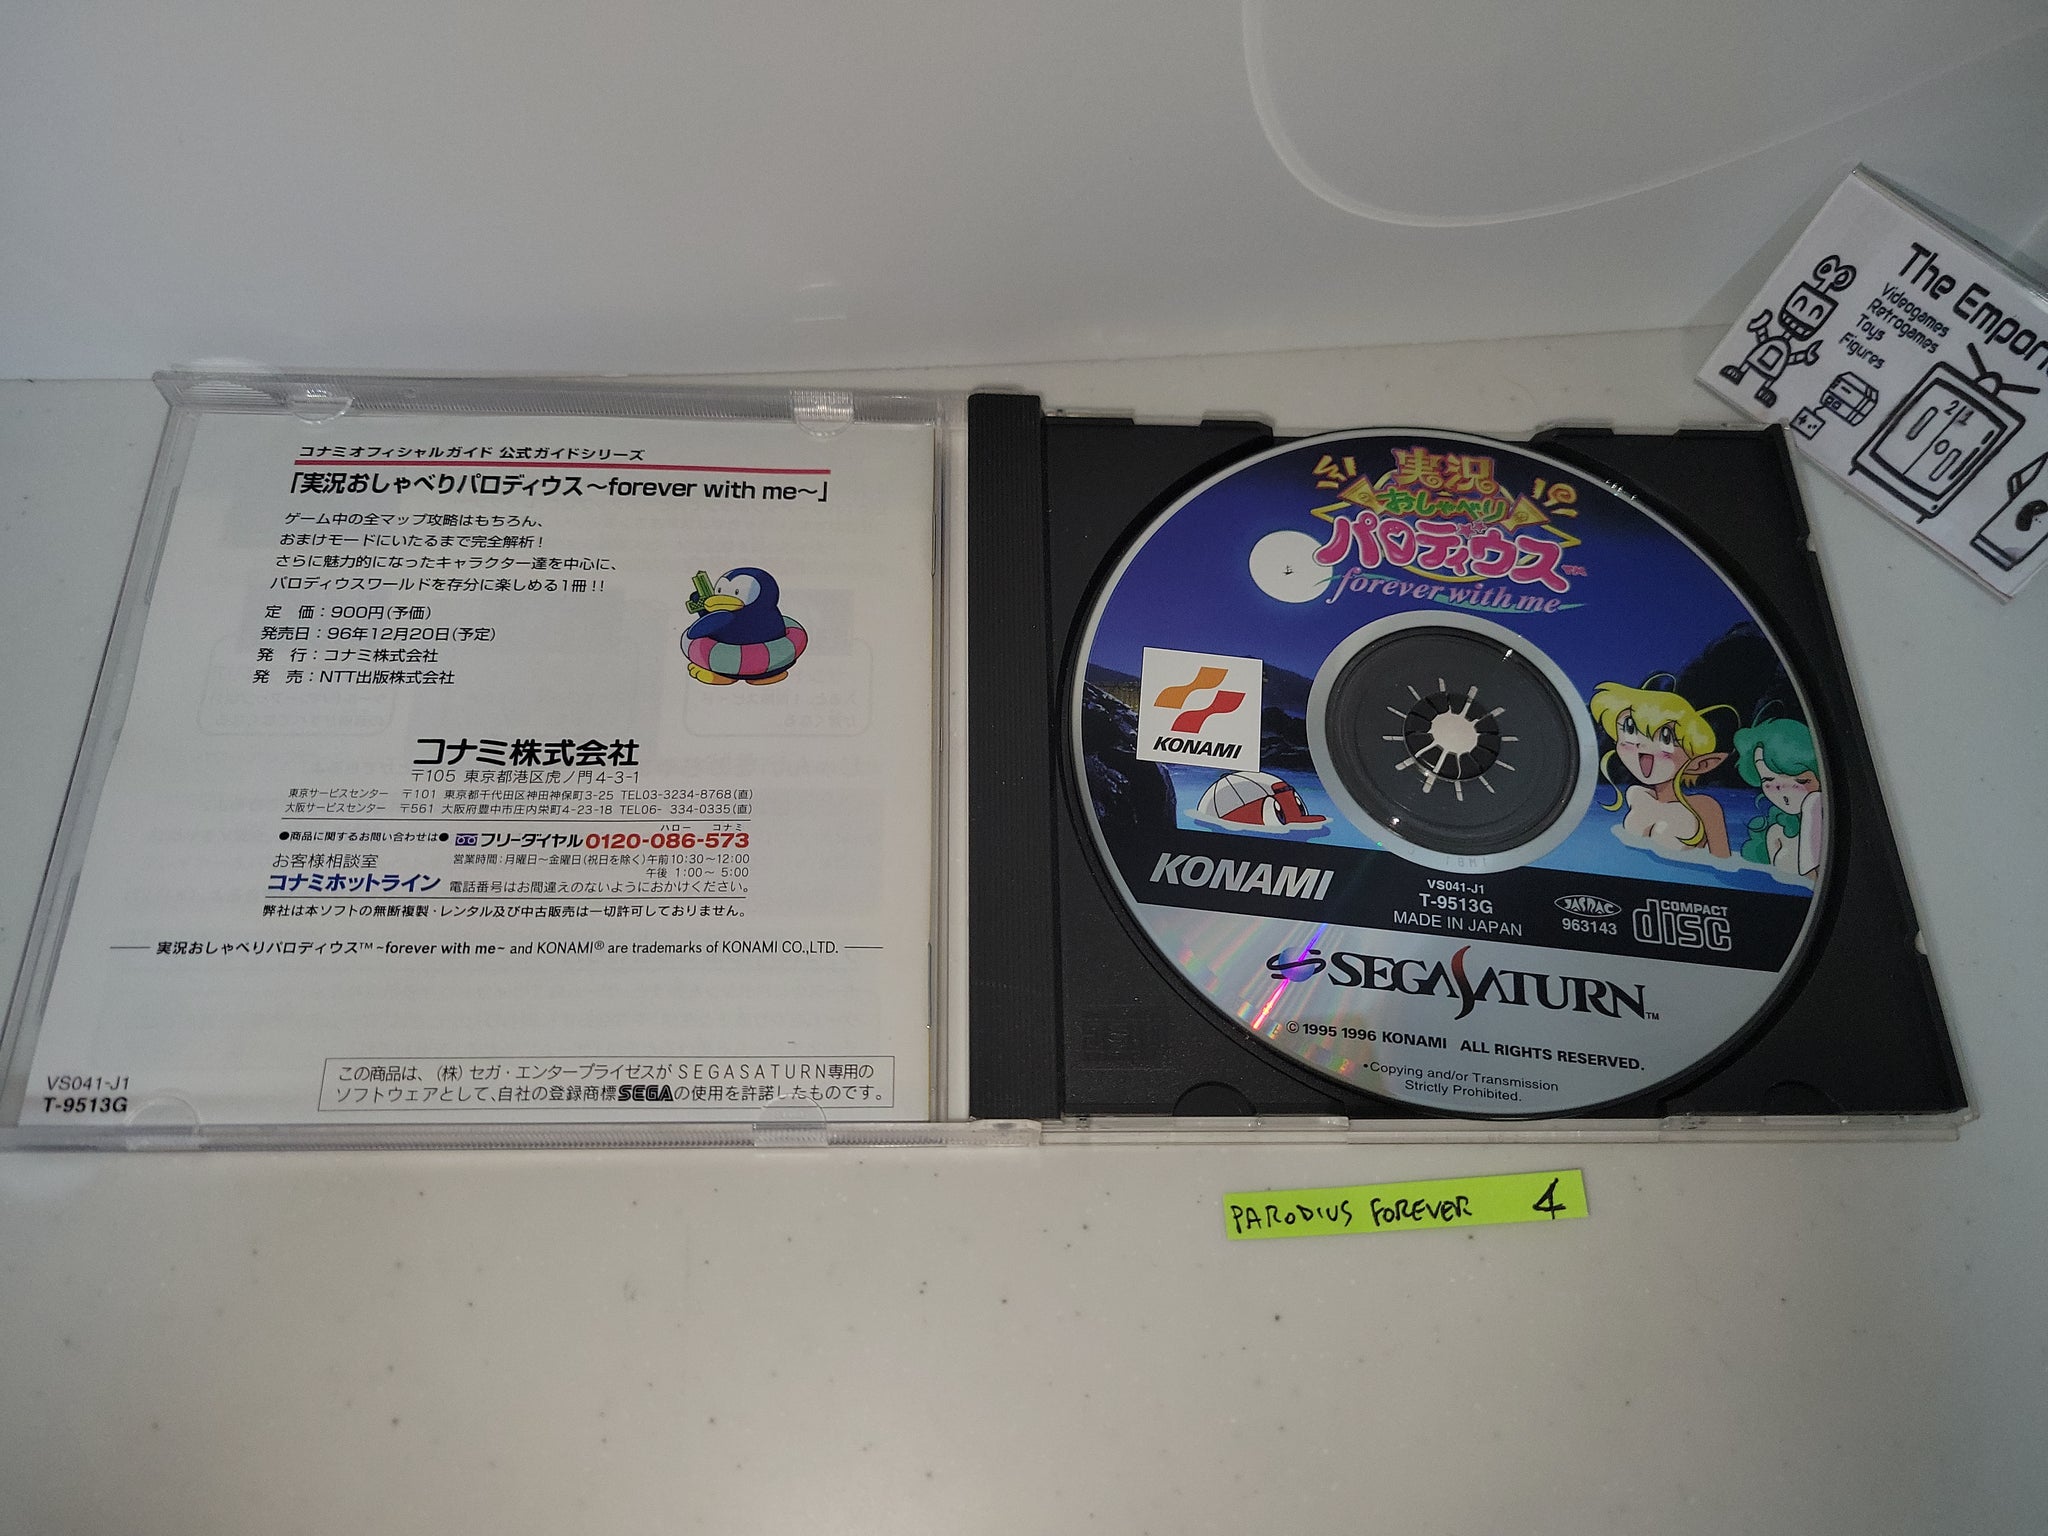 コナミオフィシャルガイド 公式ガイドシリーズ
「実況おしゃべりパロディウス～forever with me～」
ゲーム中の全マップ攻略はもちろん、
おまけモードにいたるまで完全解析！
さらに魅力的になったキャラクター達を中心に、
パロディウスワールドを存分に楽しめる1冊!!
定　価：900円(予価)
発売日：96年12月20日(予定)
発　行：コナミ株式会社
発　売：NTT出版株式会社
コナミ株式会社
〒105 東京都港区虎ノ門4-3-1
東京サービスセンター 〒101 東京都千代田区神田神保町3-25 TEL03-3234-8768(直)
大阪サービスセンター 〒561 大阪府豊中市庄内栄町4-23-18 TEL06- 334-0335(直)
ハロー コナミ
●商品に関するお問い合わせは● フリーダイヤル 0120-086-573
お客様相談室 営業時間：月曜日～金曜日(祝日を除く)午前10:30～12:00
午後 1:00～ 5:00
コナミホットライン 電話番号はお間違えのないようにおかけください。
弊社は本ソフトの無断複製・レンタル及び中古販売は一切許可しておりません。
実況おしゃべりパロディウス™ ~forever with me~ and KONAMI® are trademarks of KONAMI CO.,LTD.
この商品は、(株)セガ・エンタープライゼスがSEGASATURN専用の
ソフトウェアとして、自社の登録商標SEGAの使用を許諾したものです。
VS041-J1
T-9513G
実況
おしゃべり
パロディウス™
forever with me
KONAMI
KONAMI
VS041-J1
T-9513G
MADE IN JAPAN
JASRAC
963143
COMPACT
disc
SEGA SATURN™
© 1995 1996 KONAMI ALL RIGHTS RESERVED.
•Copying and/or Transmission
Strictly Prohibited.
The Empori
Videogames
Retrogames
Toys
Figures
21
PARODIUS FOREVER 4